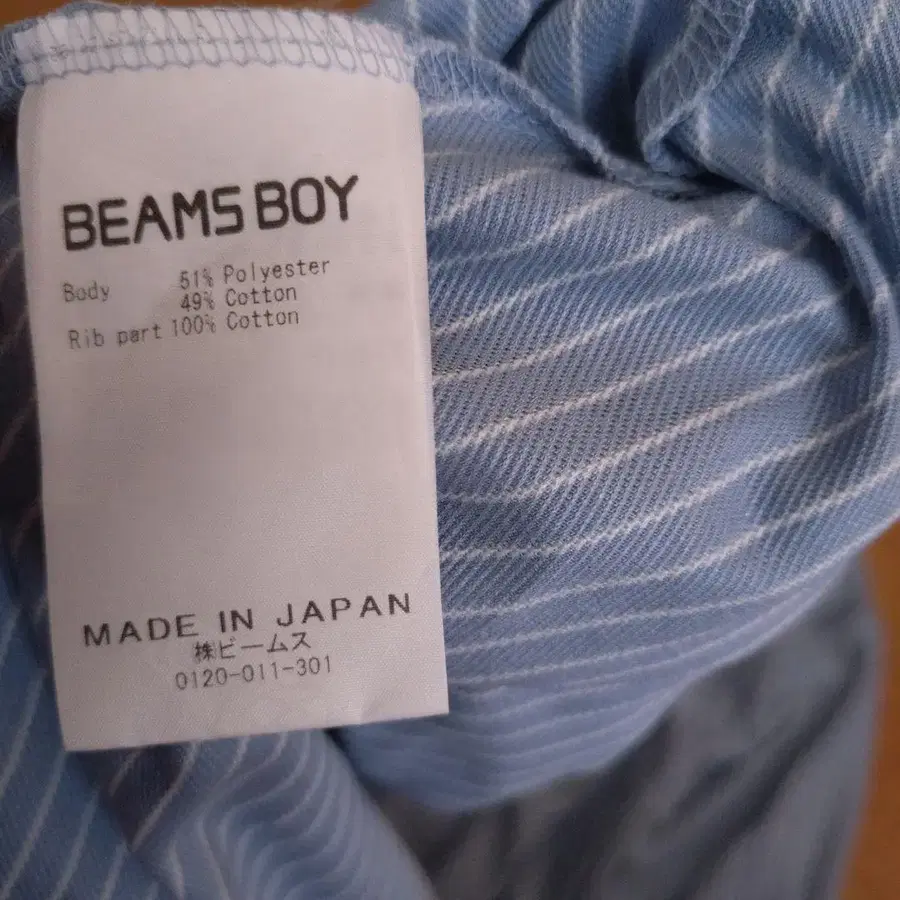 BEAMS BOY
Body 51% Polyester
49% Cotton
Rib part 100% Cotton
MADE IN JAPAN
㈱ビームス
0120-011-301